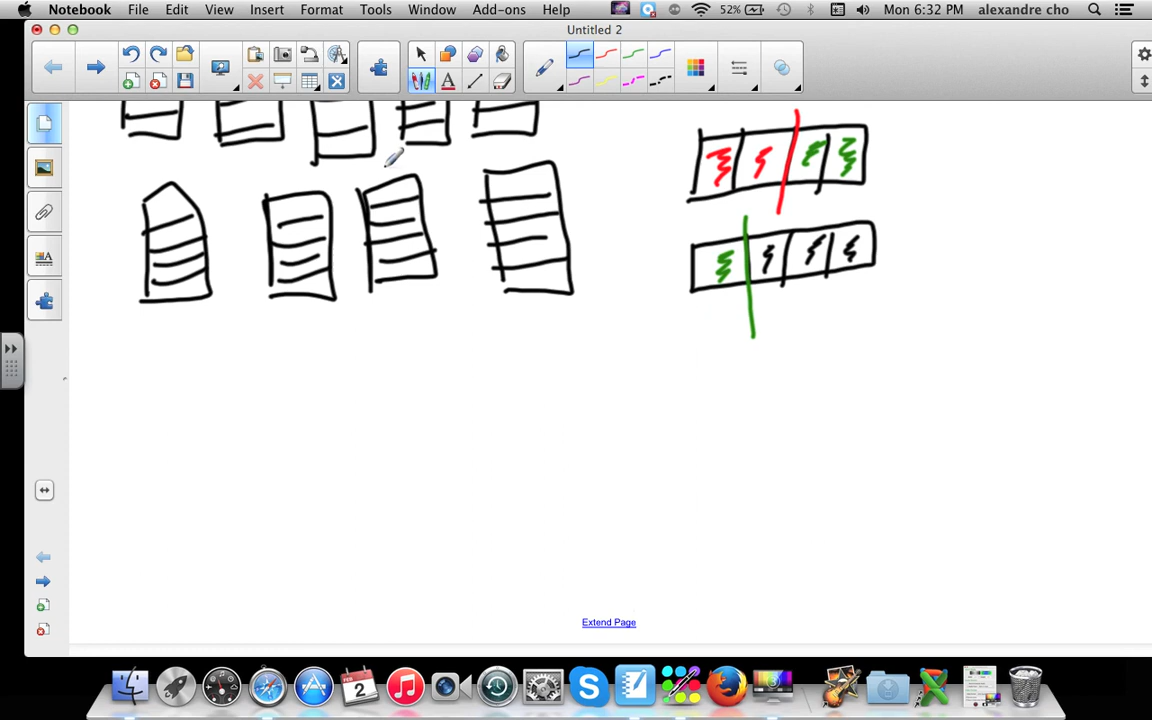 Notebook File Edit View Insert Format Tools Window Add-ons Help 52% Mon 6:32 PM alexandre cho
Untitled 2
A
A
Extend Page
2
S